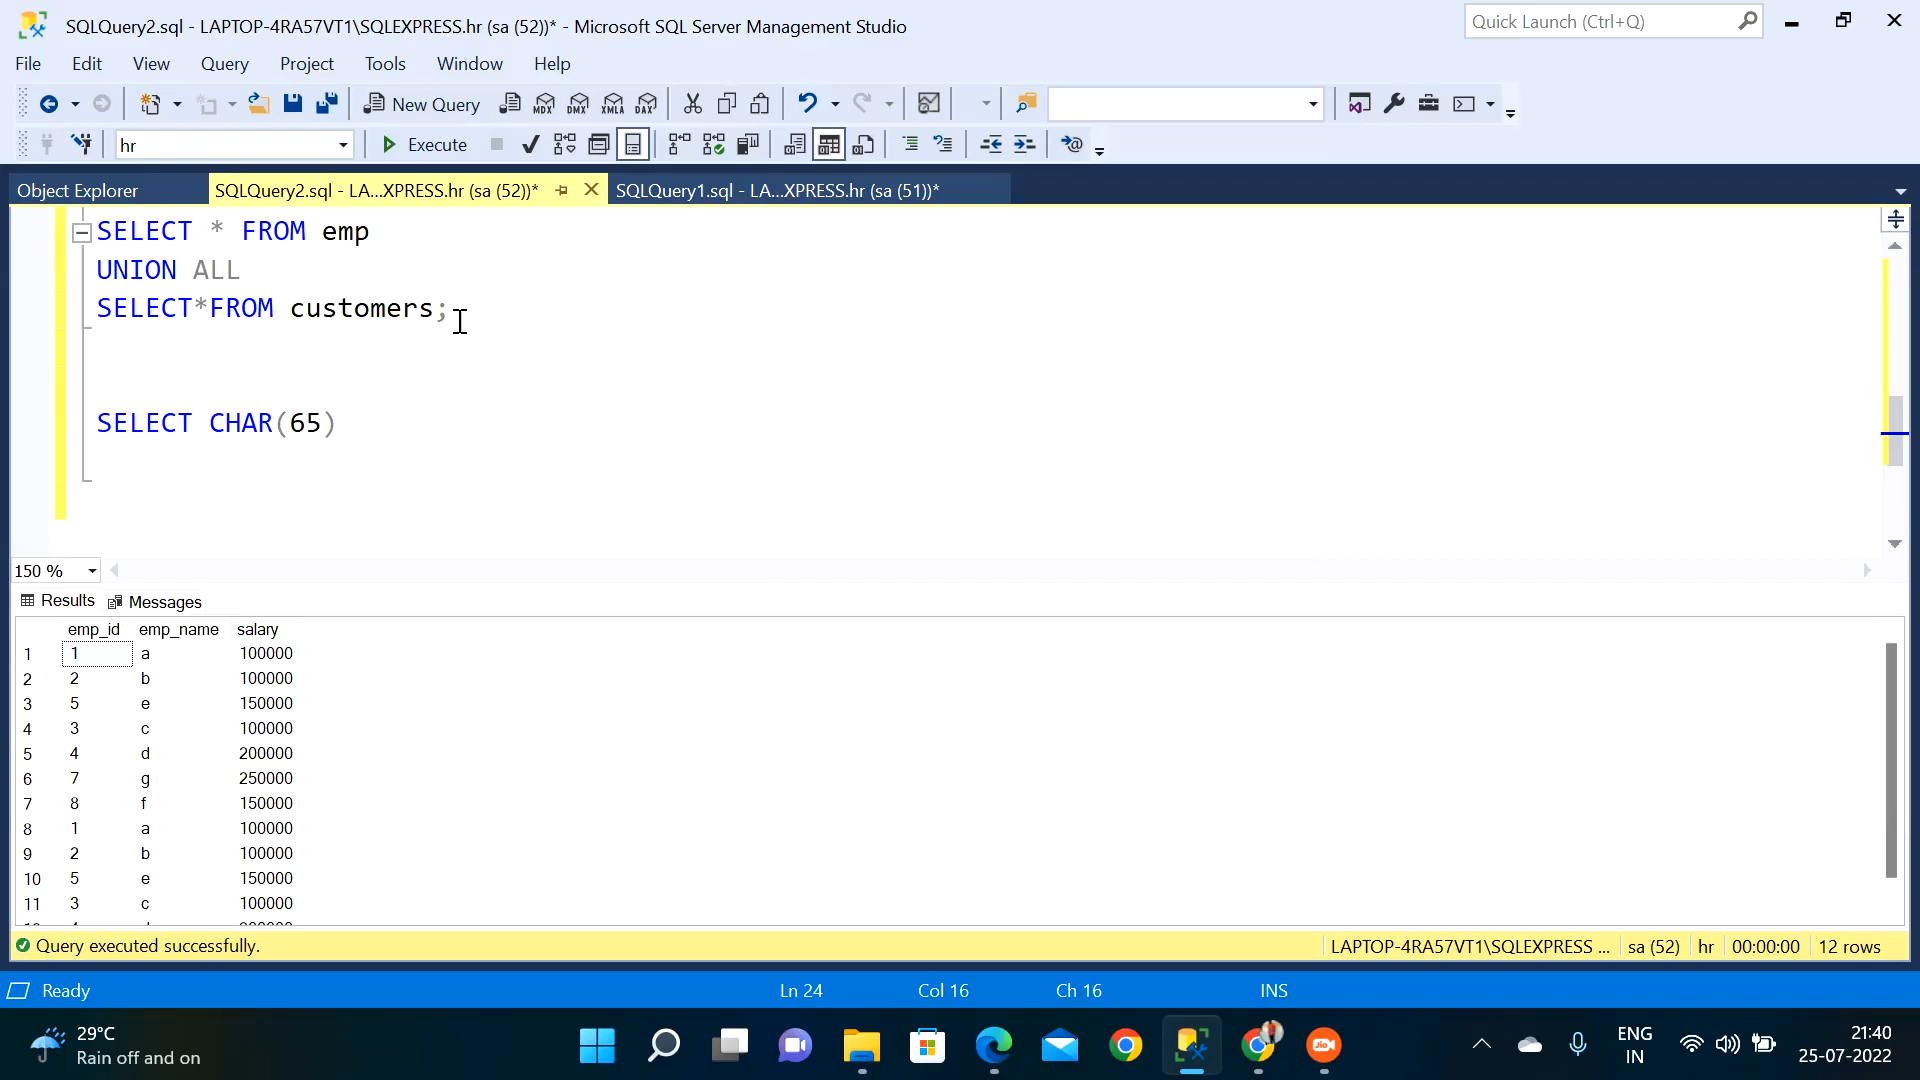 SQLQuery2.sql - LAPTOP-4RA57VT1\SQLEXPRESS.hr (sa (52))* - Microsoft SQL Server Management Studio
Quick Launch (Ctrl+Q)
File Edit View Query Project Tools Window Help
New Query MDX DMX XMLA DAX
hr Execute
Object Explorer SQLQuery2.sql - LA...XPRESS.hr (sa (52))* SQLQuery1.sql - LA...XPRESS.hr (sa (51))*
SELECT * FROM emp
UNION ALL
SELECT*FROM customers;
SELECT CHAR(65)
150 %
Results Messages
emp_id emp_name salary
1 1 a 100000
2 2 b 100000
3 5 e 150000
4 3 c 100000
5 4 d 200000
6 7 g 250000
7 8 f 150000
8 1 a 100000
9 2 b 100000
10 5 e 150000
11 3 c 100000
Query executed successfully. LAPTOP-4RA57VT1\SQLEXPRESS ... sa (52) hr 00:00:00 12 rows
Ready Ln 24 Col 16 Ch 16 INS
29°C
Rain off and on
Jio
ENG
IN
21:40
25-07-2022